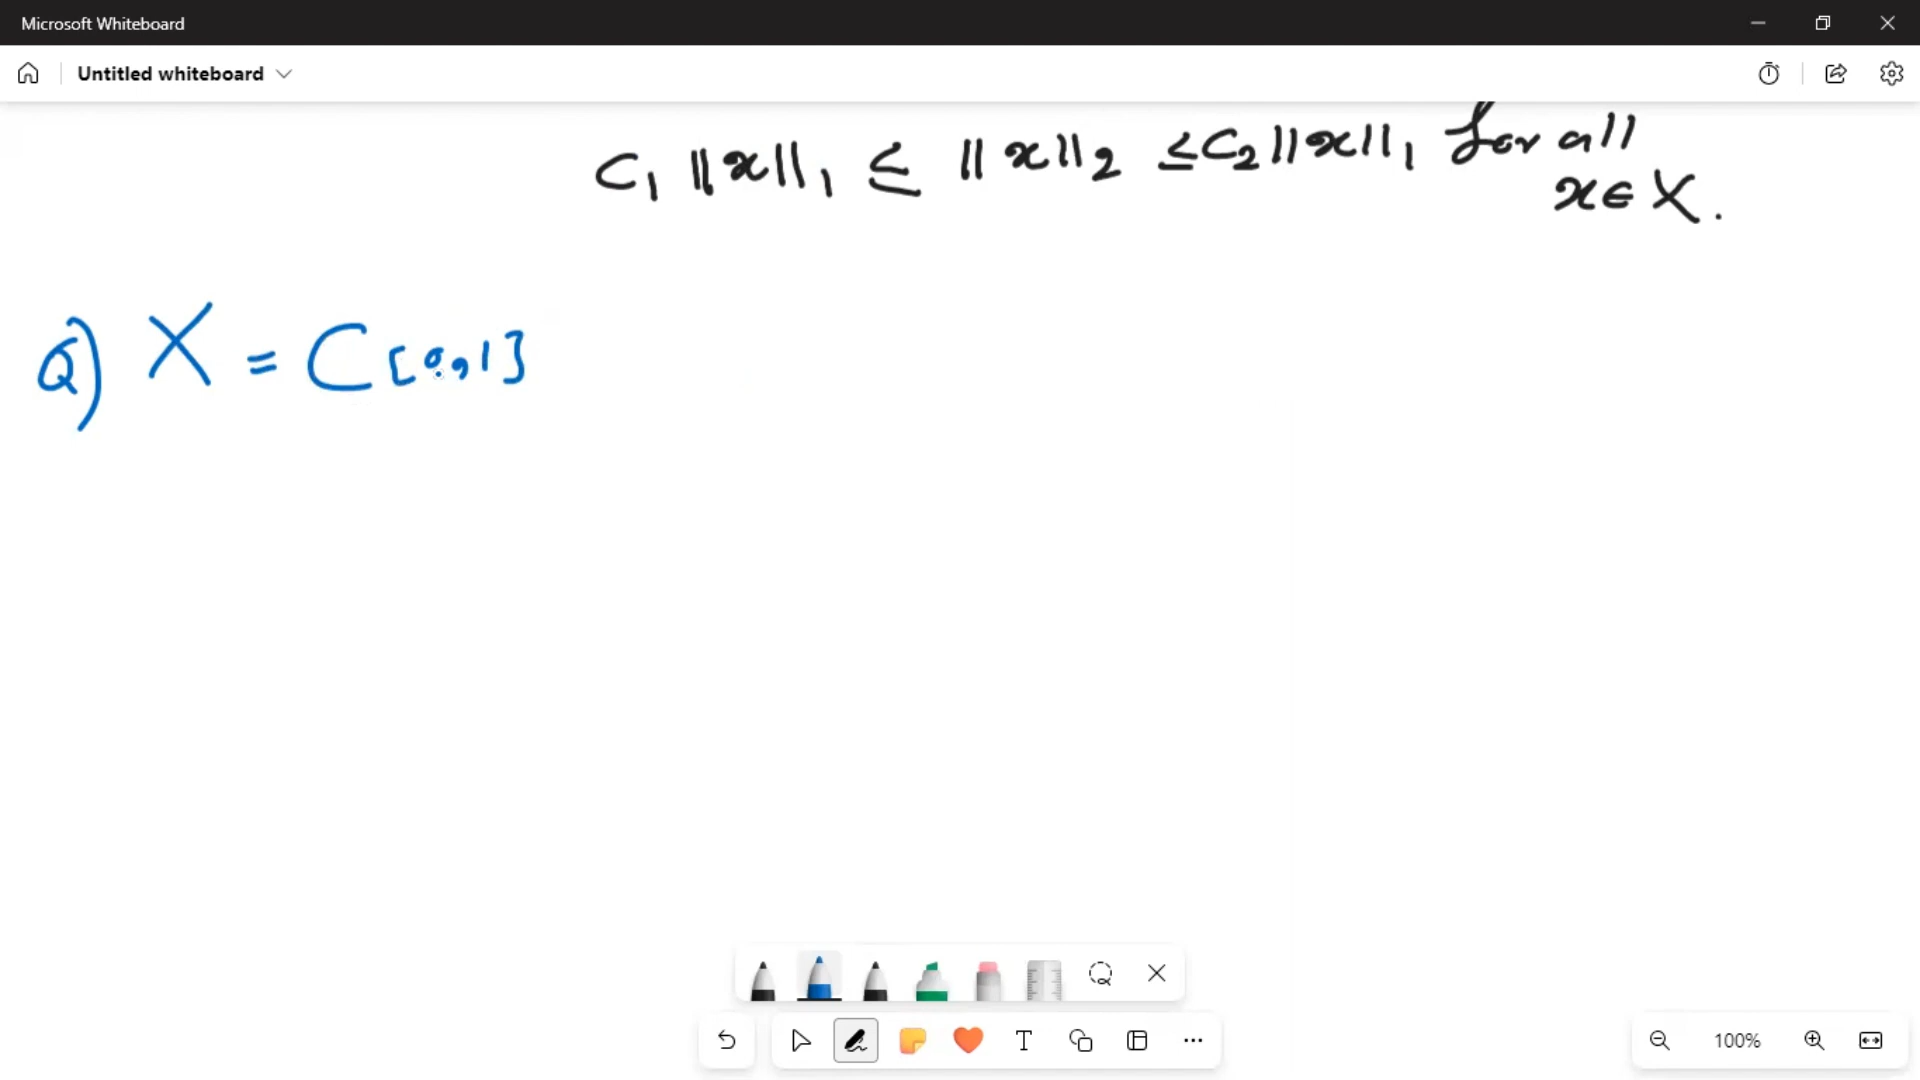 Microsoft Whiteboard
Untitled whiteboard
C₁ ||x||₁ ≤ ||x||₂ ≤ C₂ ||x||₁ for all
x ∈ X.
Q) X = C[0,1]
100%